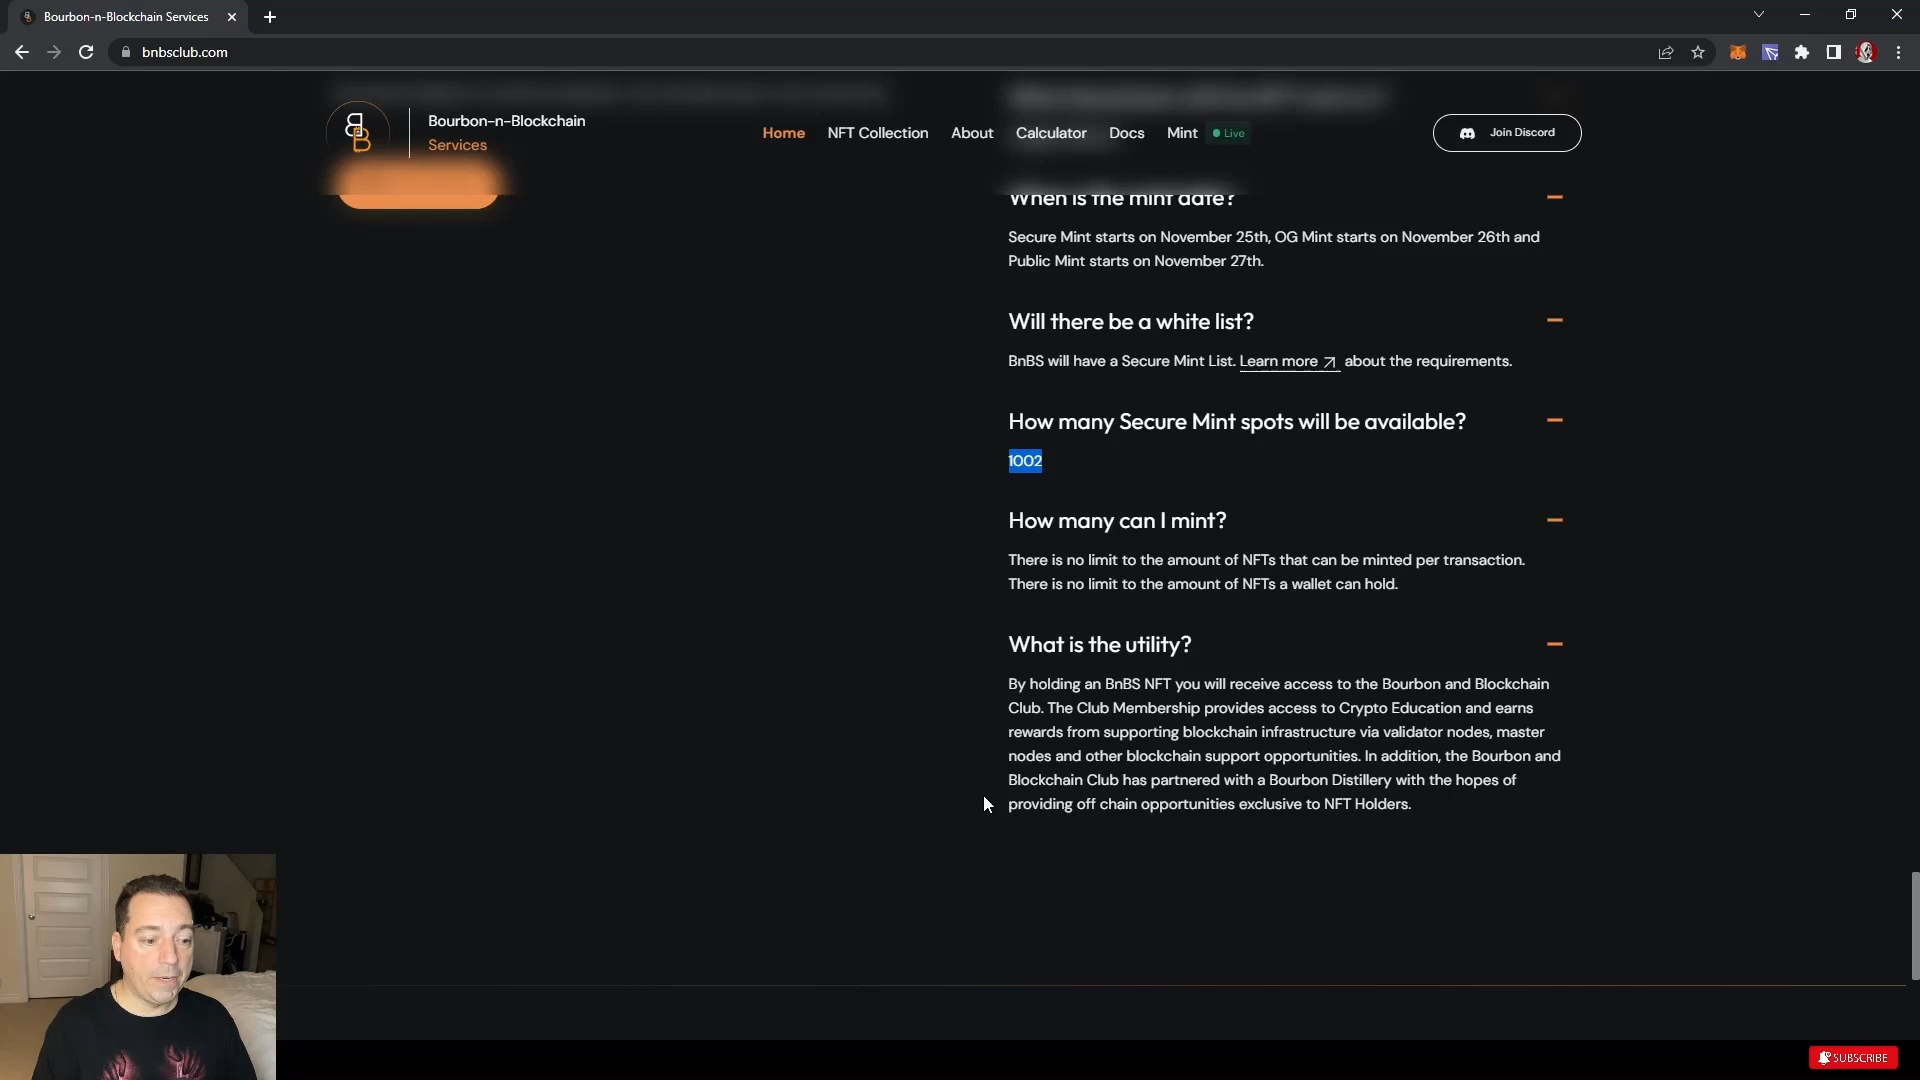 Bourbon-n-Blockchain Services
bnbsclub.com
Bourbon-n-Blockchain
Services
Home
NFT Collection
About
Calculator
Docs
Mint
Live
Join Discord
When is the mint date?
Secure Mint starts on November 25th, OG Mint starts on November 26th and
Public Mint starts on November 27th.
Will there be a white list?
BnBS will have a Secure Mint List. Learn more about the requirements.
How many Secure Mint spots will be available?
1002
How many can I mint?
There is no limit to the amount of NFTs that can be minted per transaction.
There is no limit to the amount of NFTs a wallet can hold.
What is the utility?
By holding an BnBS NFT you will receive access to the Bourbon and Blockchain
Club. The Club Membership provides access to Crypto Education and earns
rewards from supporting blockchain infrastructure via validator nodes, master
nodes and other blockchain support opportunities. In addition, the Bourbon and
Blockchain Club has partnered with a Bourbon Distillery with the hopes of
providing off chain opportunities exclusive to NFT Holders.
SUBSCRIBE